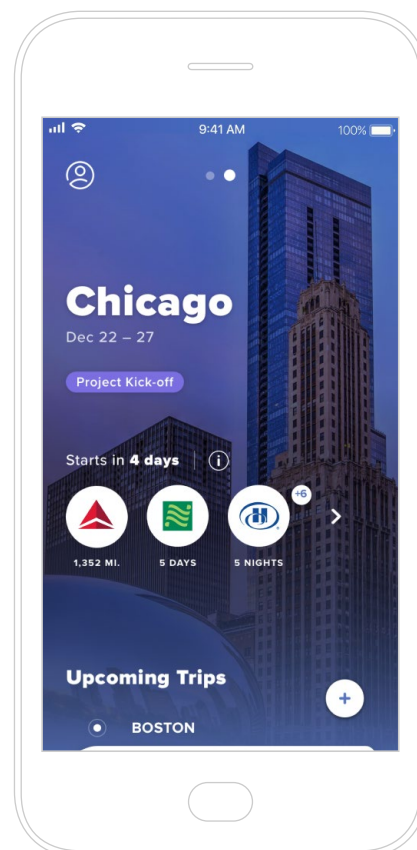 9:41 AM
100%
Chicago
Dec 22 – 27
Project Kick-off
Starts in 4 days
+6
1,352 MI.
5 DAYS
5 NIGHTS
Upcoming Trips
+
BOSTON